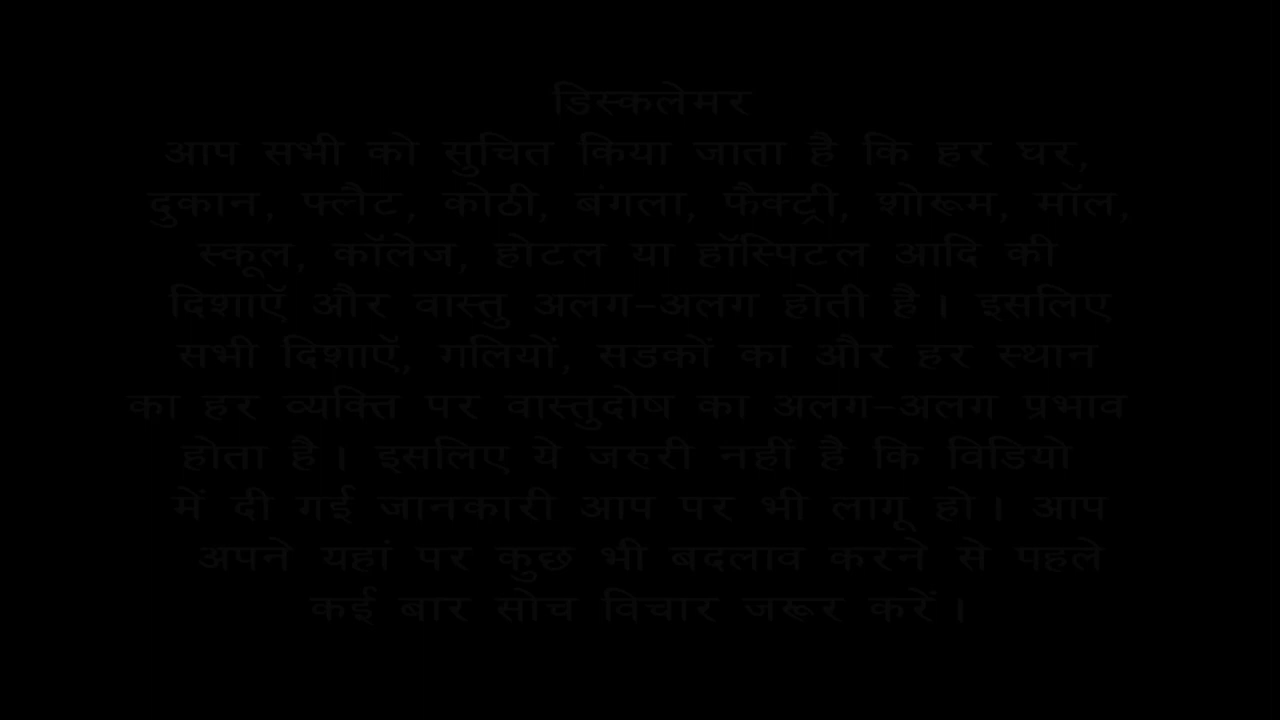 डिस्कलेमर
आप सभी को सुचित किया जाता है कि हर घर,
दुकान, फ्लैट, कोठी, बंगला, फैक्ट्री, शोरूम, मॉल,
स्कूल, कॉलेज, होटल या हॉस्पिटल आदि की
दिशाएॅ और वास्तु अलग–अलग होती है। इसलिए
सभी दिशाएॅ, गलियों, सडकों का और हर स्थान
का हर व्यक्ति पर वास्तुदोष का अलग–अलग प्रभाव
होता है। इसलिए ये जरुरी नहीं है कि विडियो
में दी गई जानकारी आप पर भी लागू हो। आप
अपने यहां पर कुछ भी बदलाव करने से पहले
कई बार सोच विचार जरूर करें।